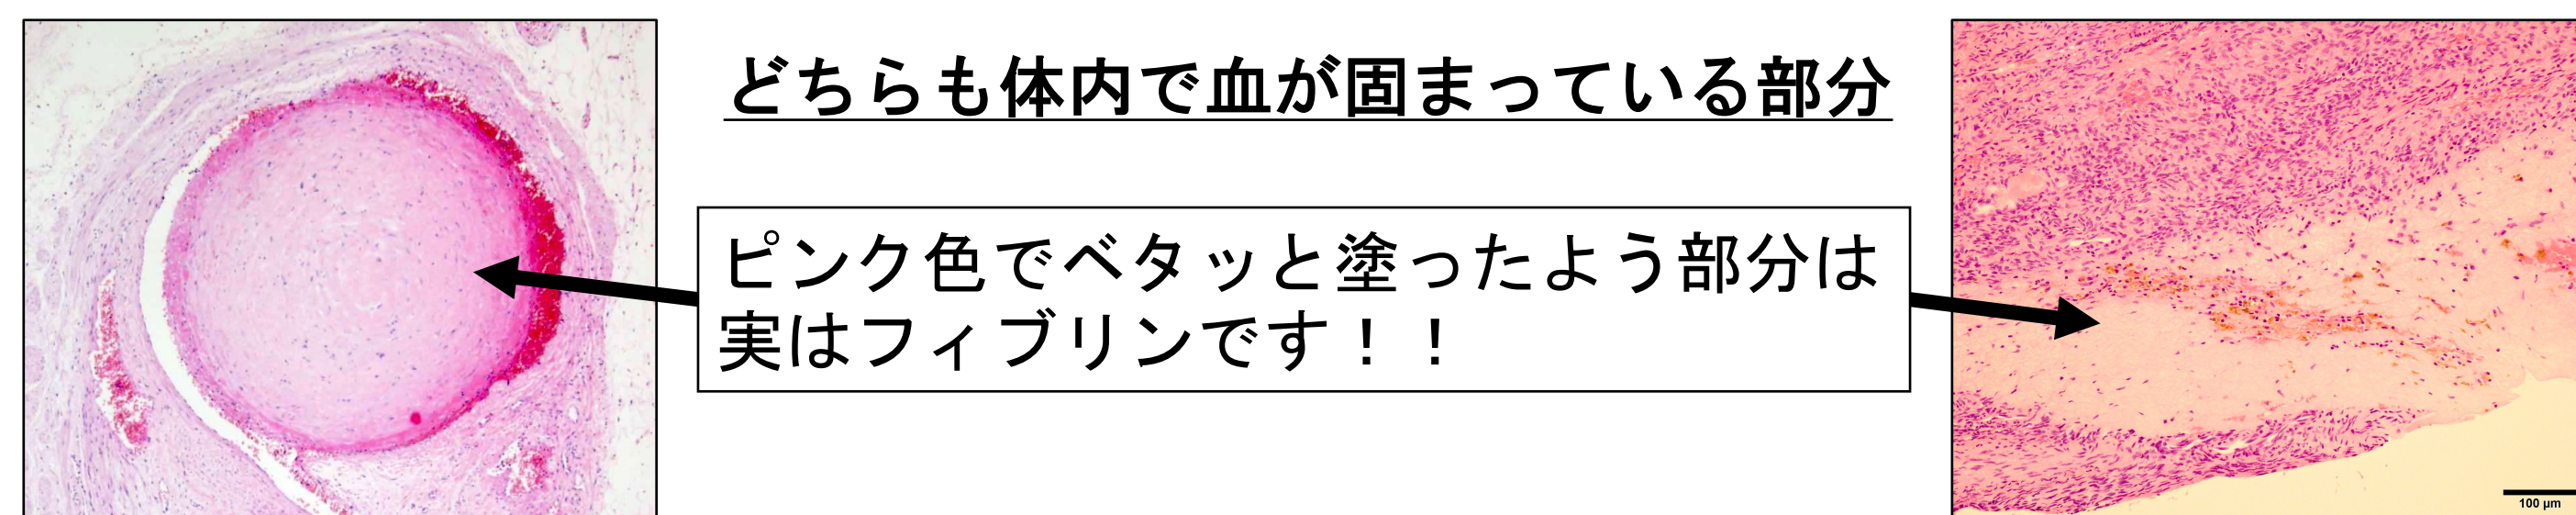 どちらも体内で血が固まっている部分
ピンク色でベタッと塗ったよう部分は
実はフィブリンです！！
100 μm